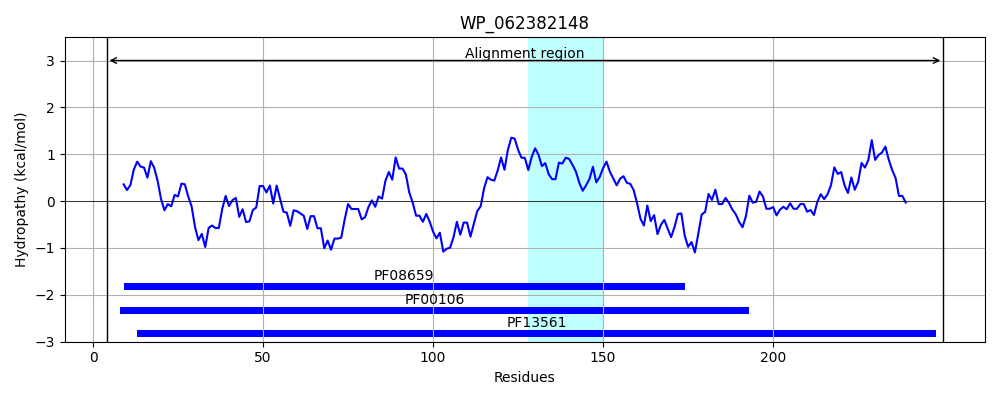 WP_062382148
Alignment region
Hydropathy (kcal/mol)
3
2
1
0
−1
−2
−3
PF08659
PF00106
PF13561
0
50
100
150
200
Residues